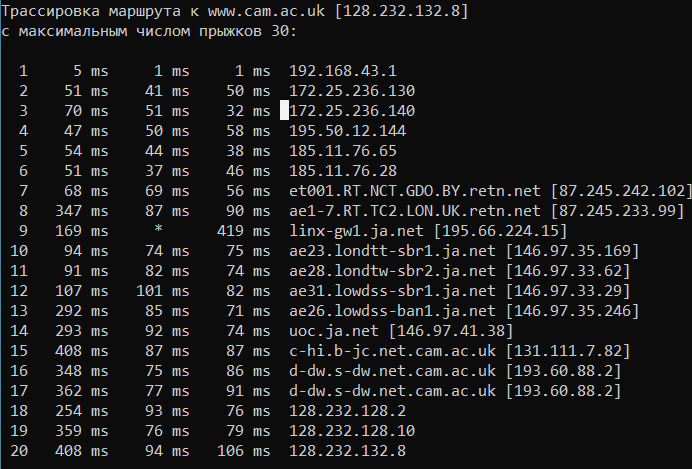 Трассировка маршрута к www.cam.ac.uk [128.232.132.8]
с максимальным числом прыжков 30:
1 5 ms 1 ms 1 ms 192.168.43.1
2 51 ms 41 ms 50 ms 172.25.236.130
3 70 ms 51 ms 32 ms 172.25.236.140
4 47 ms 50 ms 58 ms 195.50.12.144
5 54 ms 44 ms 38 ms 185.11.76.65
6 51 ms 37 ms 46 ms 185.11.76.28
7 68 ms 69 ms 56 ms et001.RT.NCT.GDO.BY.retn.net [87.245.242.102]
8 347 ms 87 ms 90 ms ae1-7.RT.TC2.LON.UK.retn.net [87.245.233.99]
9 169 ms * 419 ms linx-gw1.ja.net [195.66.224.15]
10 94 ms 74 ms 75 ms ae23.londtt-sbr1.ja.net [146.97.35.169]
11 91 ms 82 ms 74 ms ae28.londtw-sbr2.ja.net [146.97.33.62]
12 107 ms 101 ms 82 ms ae31.lowdss-sbr1.ja.net [146.97.33.29]
13 292 ms 85 ms 71 ms ae26.lowdss-ban1.ja.net [146.97.35.246]
14 293 ms 92 ms 74 ms uoc.ja.net [146.97.41.38]
15 408 ms 87 ms 87 ms c-hi.b-jc.net.cam.ac.uk [131.111.7.82]
16 348 ms 75 ms 86 ms d-dw.s-dw.net.cam.ac.uk [193.60.88.2]
17 362 ms 77 ms 91 ms d-dw.s-dw.net.cam.ac.uk [193.60.88.2]
18 254 ms 93 ms 76 ms 128.232.128.2
19 359 ms 76 ms 79 ms 128.232.128.10
20 408 ms 94 ms 106 ms 128.232.132.8